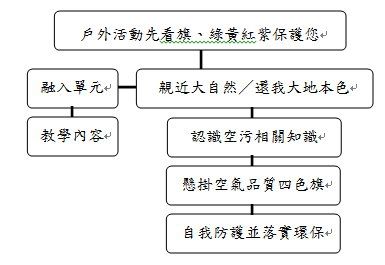 戶外活動先看旗、綠黃紅紫保護您
融入單元
親近大自然／還我大地本色
教學內容
認識空污相關知識
懸掛空氣品質四色旗
自我防護並落實環保